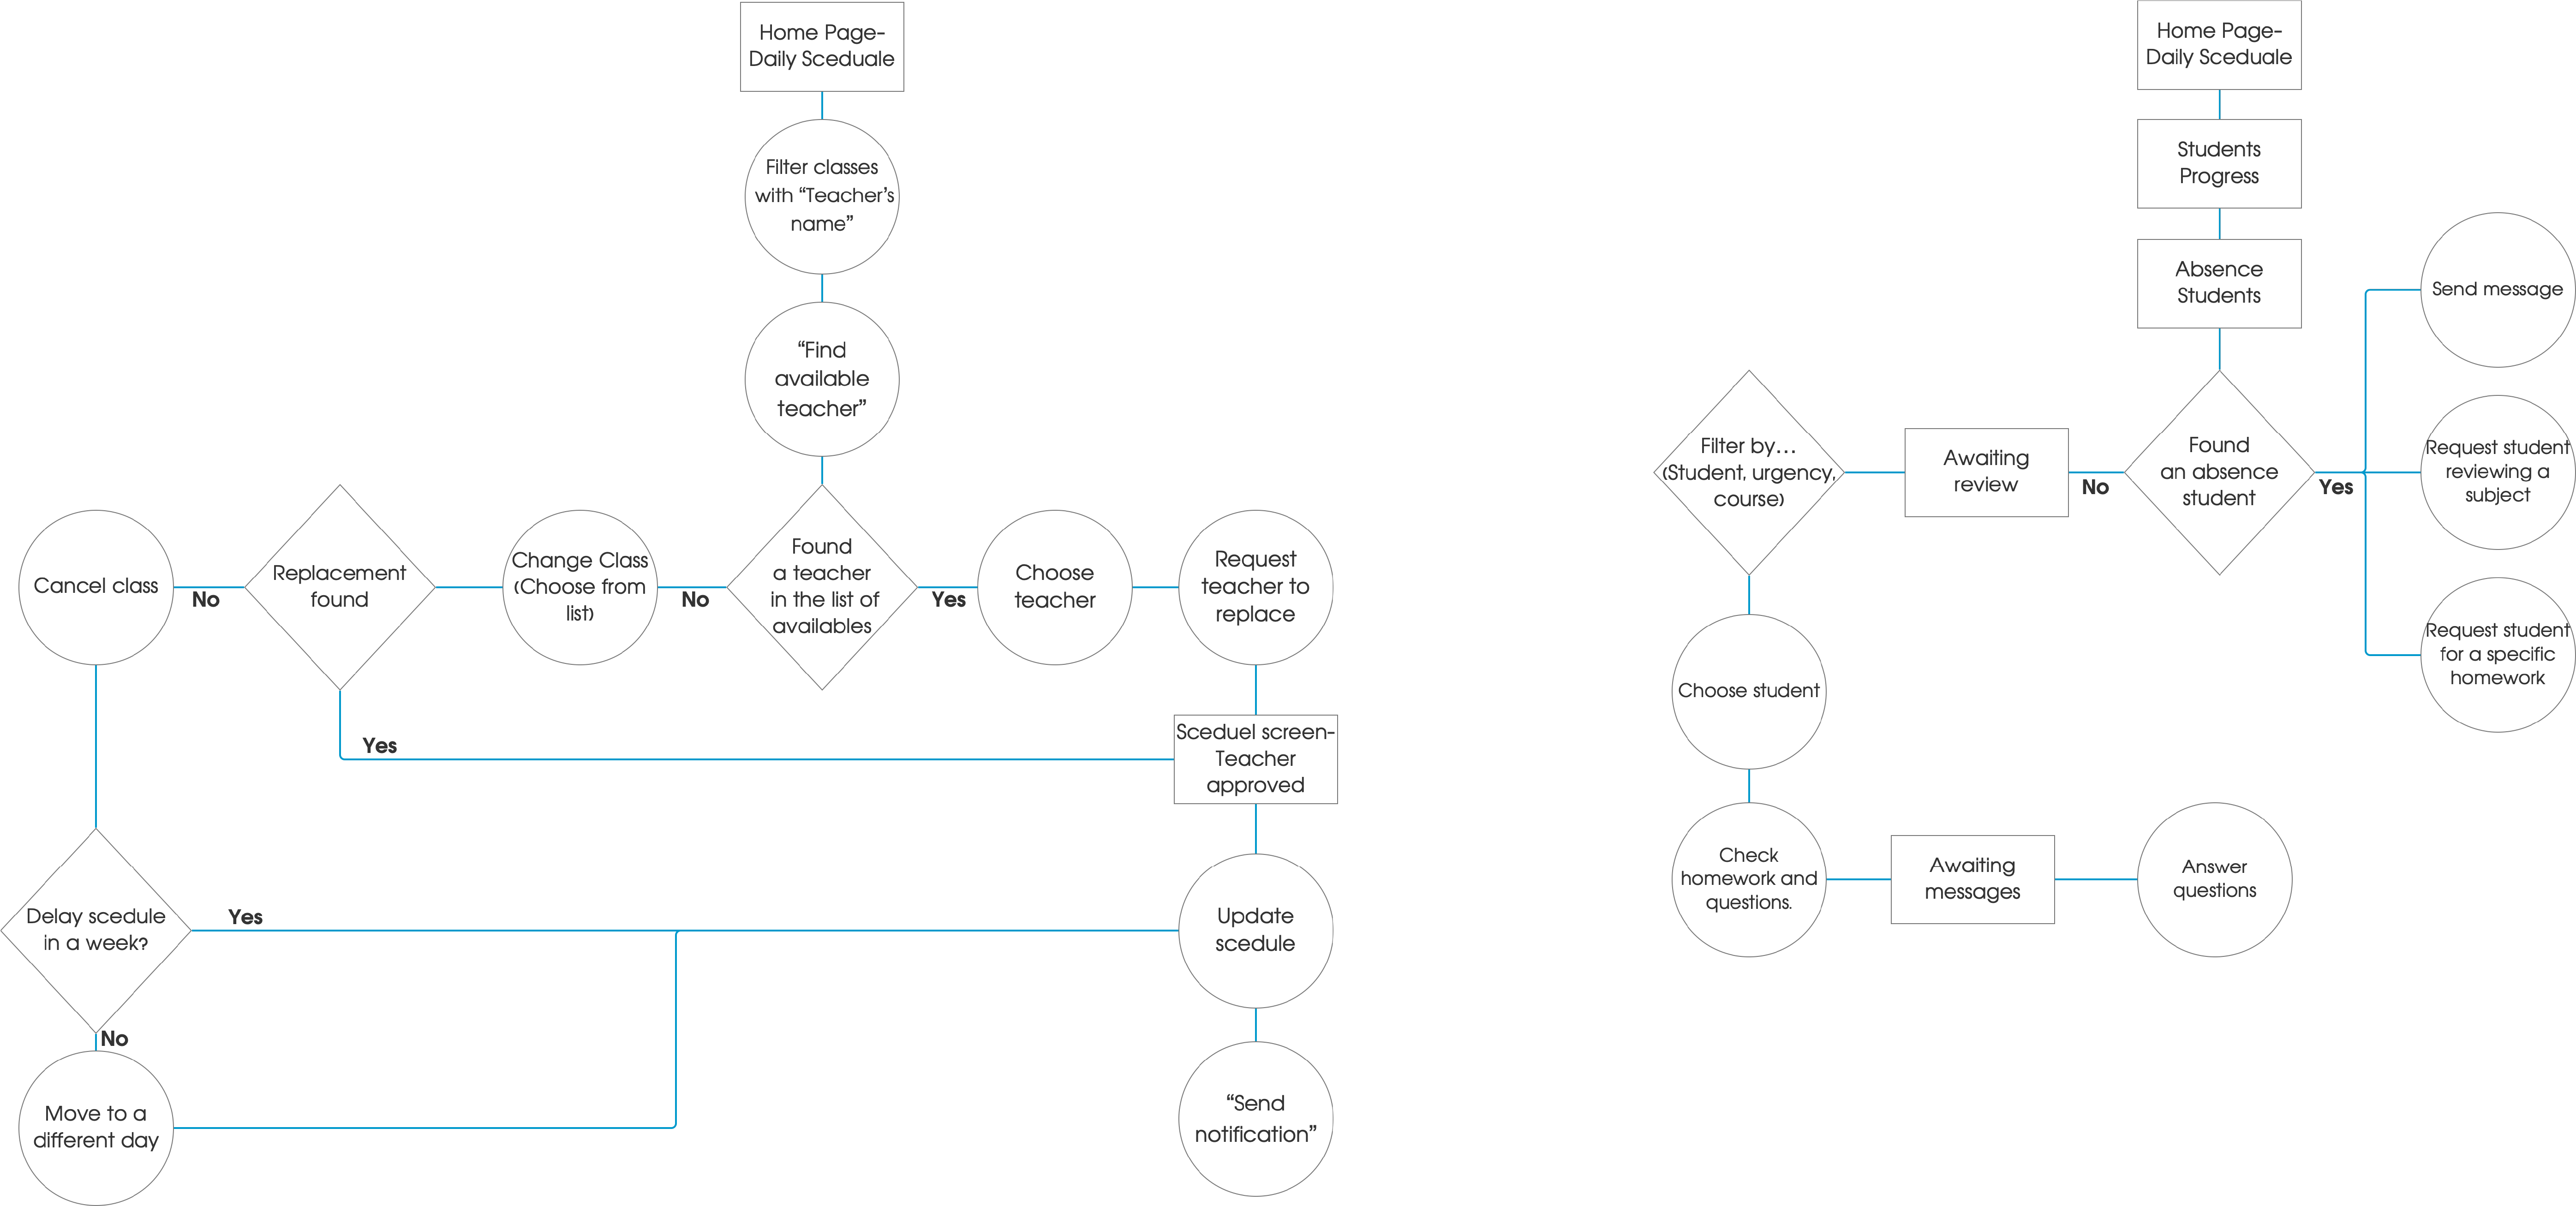 Home Page-
Daily Sceduale
Filter classes
with “Teacher’s
name”
“Find
available
teacher”
Found
a teacher
in the list of
availables
No
Change Class
(Choose from
list)
Replacement
found
No
Cancel class
Yes
Choose
teacher
Request
teacher to
replace
Yes
Sceduel screen-
Teacher
approved
Delay scedule
in a week?
Yes
Update
scedule
No
Move to a
different day
“Send
notification”
Home Page-
Daily Sceduale
Students
Progress
Absence
Students
Found
an absence
student
Yes
Send message
Request student
reviewing a
subject
Request student
for a specific
homework
No
Awaiting
review
Filter by...
(Student, urgency,
course)
Choose student
Check
homework and
questions.
Awaiting
messages
Answer
questions